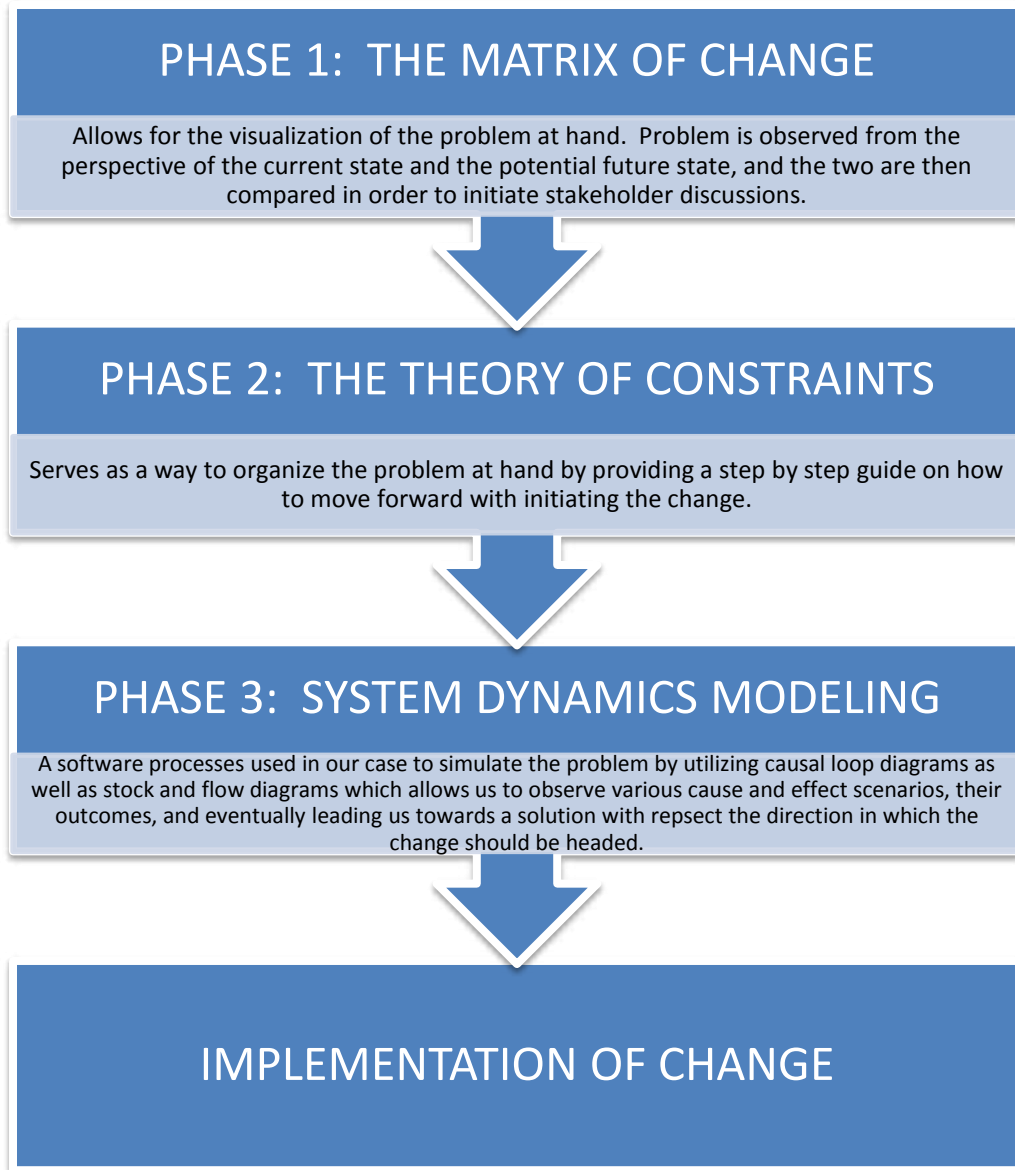 PHASE 1: THE MATRIX OF CHANGE
Allows for the visualization of the problem at hand. Problem is observed from the
perspective of the current state and the potential future state, and the two are then
compared in order to initiate stakeholder discussions.
PHASE 2: THE THEORY OF CONSTRAINTS
Serves as a way to organize the problem at hand by providing a step by step guide on how
to move forward with initiating the change.
PHASE 3: SYSTEM DYNAMICS MODELING
A software processes used in our case to simulate the problem by utilizing causal loop diagrams as
well as stock and flow diagrams which allows us to observe various cause and effect scenarios, their
outcomes, and eventually leading us towards a solution with repsect the direction in which the
change should be headed.
IMPLEMENTATION OF CHANGE